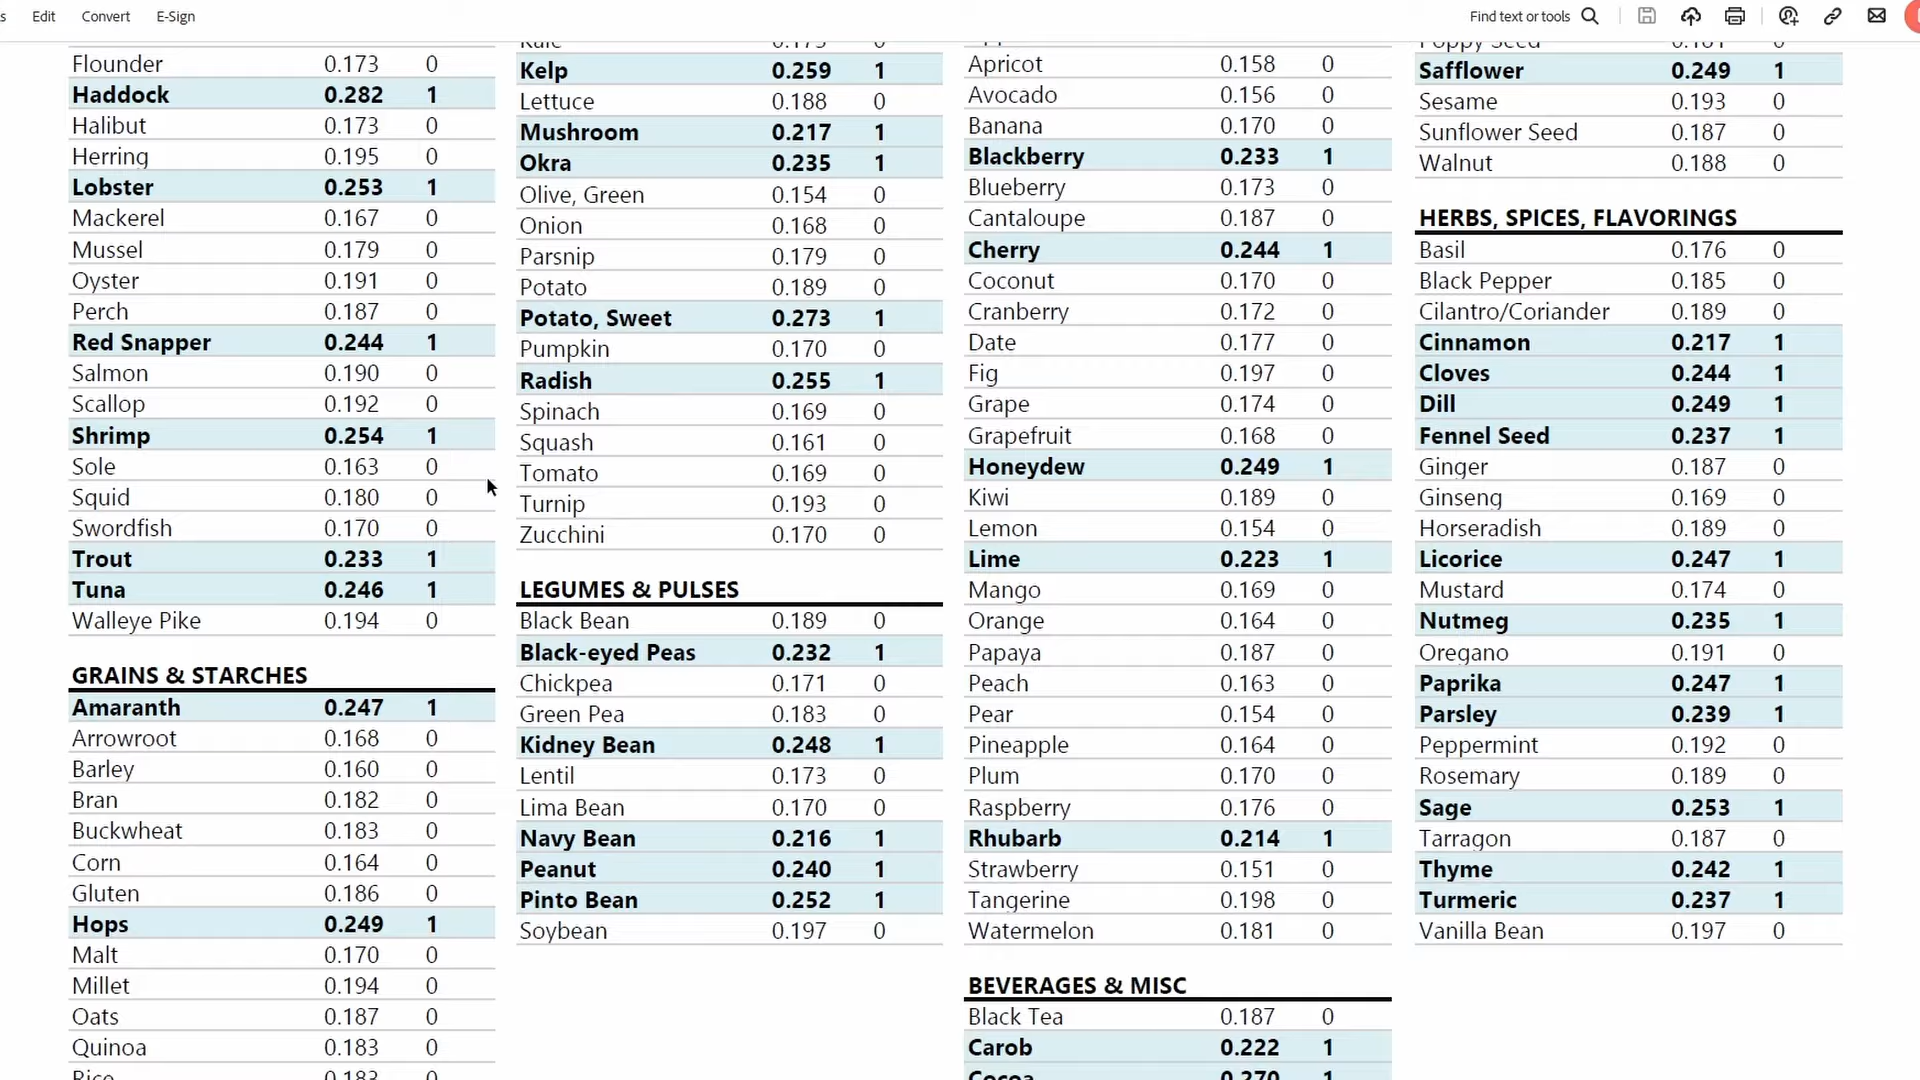 Edit Convert E-Sign Find text or tools
Flounder 0.173 0
Haddock 0.282 1
Halibut 0.173 0
Herring 0.195 0
Lobster 0.253 1
Mackerel 0.167 0
Mussel 0.179 0
Oyster 0.191 0
Perch 0.187 0
Red Snapper 0.244 1
Salmon 0.190 0
Scallop 0.192 0
Shrimp 0.254 1
Sole 0.163 0
Squid 0.180 0
Swordfish 0.170 0
Trout 0.233 1
Tuna 0.246 1
Walleye Pike 0.194 0
GRAINS & STARCHES
Amaranth 0.247 1
Arrowroot 0.168 0
Barley 0.160 0
Bran 0.182 0
Buckwheat 0.183 0
Corn 0.164 0
Gluten 0.186 0
Hops 0.249 1
Malt 0.170 0
Millet 0.194 0
Oats 0.187 0
Quinoa 0.183 0
Rice 0.183 0
Kale 0.173 0
Kelp 0.259 1
Lettuce 0.188 0
Mushroom 0.217 1
Okra 0.235 1
Olive, Green 0.154 0
Onion 0.168 0
Parsnip 0.179 0
Potato 0.189 0
Potato, Sweet 0.273 1
Pumpkin 0.170 0
Radish 0.255 1
Spinach 0.169 0
Squash 0.161 0
Tomato 0.169 0
Turnip 0.193 0
Zucchini 0.170 0
LEGUMES & PULSES
Black Bean 0.189 0
Black-eyed Peas 0.232 1
Chickpea 0.171 0
Green Pea 0.183 0
Kidney Bean 0.248 1
Lentil 0.173 0
Lima Bean 0.170 0
Navy Bean 0.216 1
Peanut 0.240 1
Pinto Bean 0.252 1
Soybean 0.197 0
Apricot 0.158 0
Avocado 0.156 0
Banana 0.170 0
Blackberry 0.233 1
Blueberry 0.173 0
Cantaloupe 0.187 0
Cherry 0.244 1
Coconut 0.170 0
Cranberry 0.172 0
Date 0.177 0
Fig 0.197 0
Grape 0.174 0
Grapefruit 0.168 0
Honeydew 0.249 1
Kiwi 0.189 0
Lemon 0.154 0
Lime 0.223 1
Mango 0.169 0
Orange 0.164 0
Papaya 0.187 0
Peach 0.163 0
Pear 0.154 0
Pineapple 0.164 0
Plum 0.170 0
Raspberry 0.176 0
Rhubarb 0.214 1
Strawberry 0.151 0
Tangerine 0.198 0
Watermelon 0.181 0
BEVERAGES & MISC
Black Tea 0.187 0
Carob 0.222 1
Cocoa 0.270 1
Poppy Seed 0.181 0
Safflower 0.249 1
Sesame 0.193 0
Sunflower Seed 0.187 0
Walnut 0.188 0
HERBS, SPICES, FLAVORINGS
Basil 0.176 0
Black Pepper 0.185 0
Cilantro/Coriander 0.189 0
Cinnamon 0.217 1
Cloves 0.244 1
Dill 0.249 1
Fennel Seed 0.237 1
Ginger 0.187 0
Ginseng 0.169 0
Horseradish 0.189 0
Licorice 0.247 1
Mustard 0.174 0
Nutmeg 0.235 1
Oregano 0.191 0
Paprika 0.247 1
Parsley 0.239 1
Peppermint 0.192 0
Rosemary 0.189 0
Sage 0.253 1
Tarragon 0.187 0
Thyme 0.242 1
Turmeric 0.237 1
Vanilla Bean 0.197 0